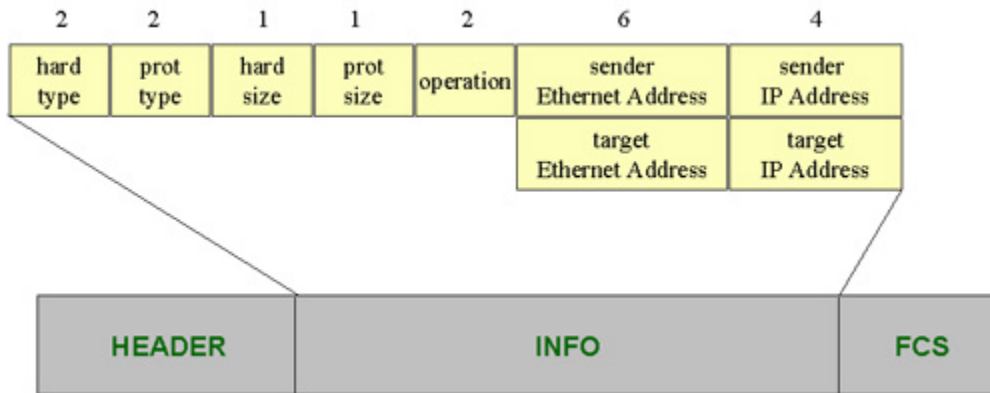 2 2 1 1 2 6 4
hard prot hard prot operation sender sender
type type size size Ethernet Address IP Address
target target
Ethernet Address IP Address
HEADER INFO FCS